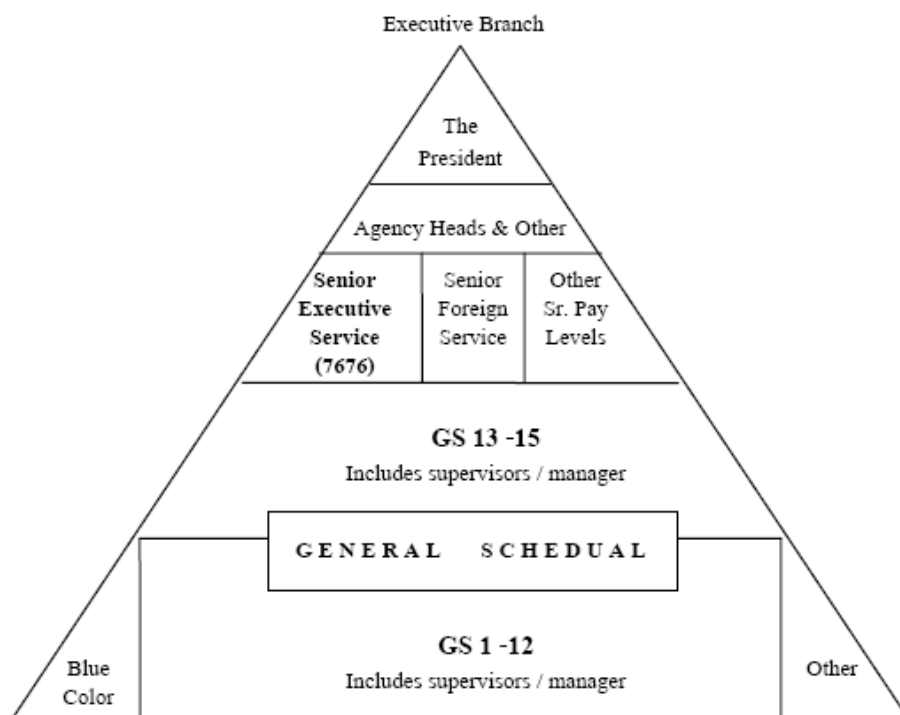 Executive Branch
The
President
Agency Heads & Other
Senior
Executive
Service
(7676)
Senior
Foreign
Service
Other
Sr. Pay
Levels
GS 13 -15
Includes supervisors / manager
GENERAL SCHEDUAL
GS 1 -12
Includes supervisors / manager
Blue
Color
Other